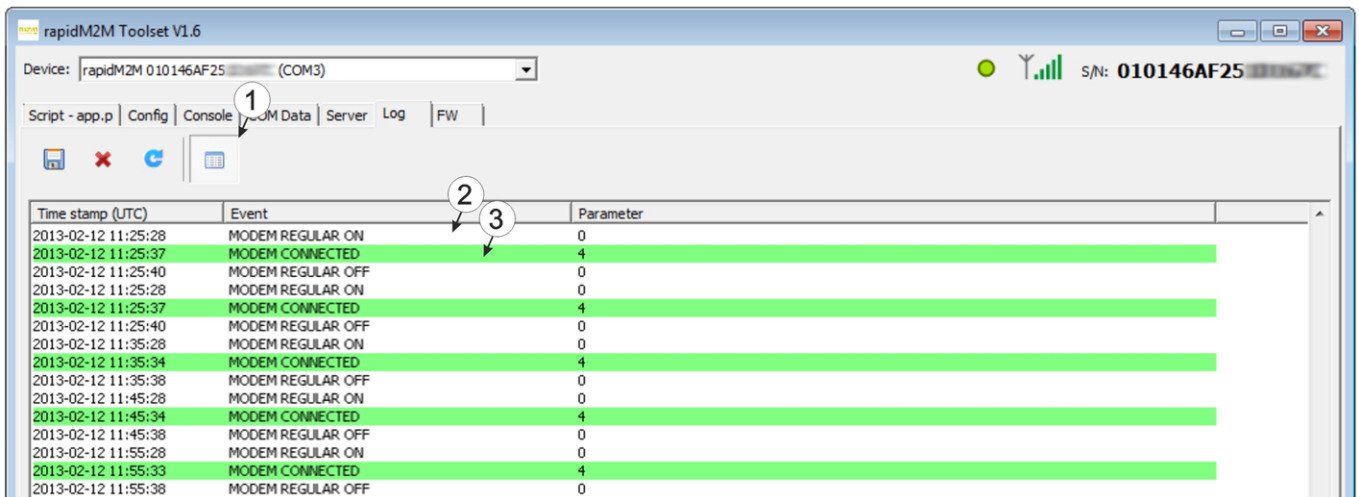 rapidM2M Toolset V1.6
Device: rapidM2M 010146AF25 (COM3)
S/N: 010146AF25
1
Script - app.p Config Console Data Server Log FW
2
3
Time stamp (UTC) Event Parameter
2013-02-12 11:25:28 MODEM REGULAR ON 0
2013-02-12 11:25:37 MODEM CONNECTED 4
2013-02-12 11:25:40 MODEM REGULAR OFF 0
2013-02-12 11:25:28 MODEM REGULAR ON 0
2013-02-12 11:25:37 MODEM CONNECTED 4
2013-02-12 11:25:40 MODEM REGULAR OFF 0
2013-02-12 11:35:28 MODEM REGULAR ON 0
2013-02-12 11:35:34 MODEM CONNECTED 4
2013-02-12 11:35:38 MODEM REGULAR OFF 0
2013-02-12 11:45:28 MODEM REGULAR ON 0
2013-02-12 11:45:34 MODEM CONNECTED 4
2013-02-12 11:45:38 MODEM REGULAR OFF 0
2013-02-12 11:55:28 MODEM REGULAR ON 0
2013-02-12 11:55:33 MODEM CONNECTED 4
2013-02-12 11:55:38 MODEM REGULAR OFF 0